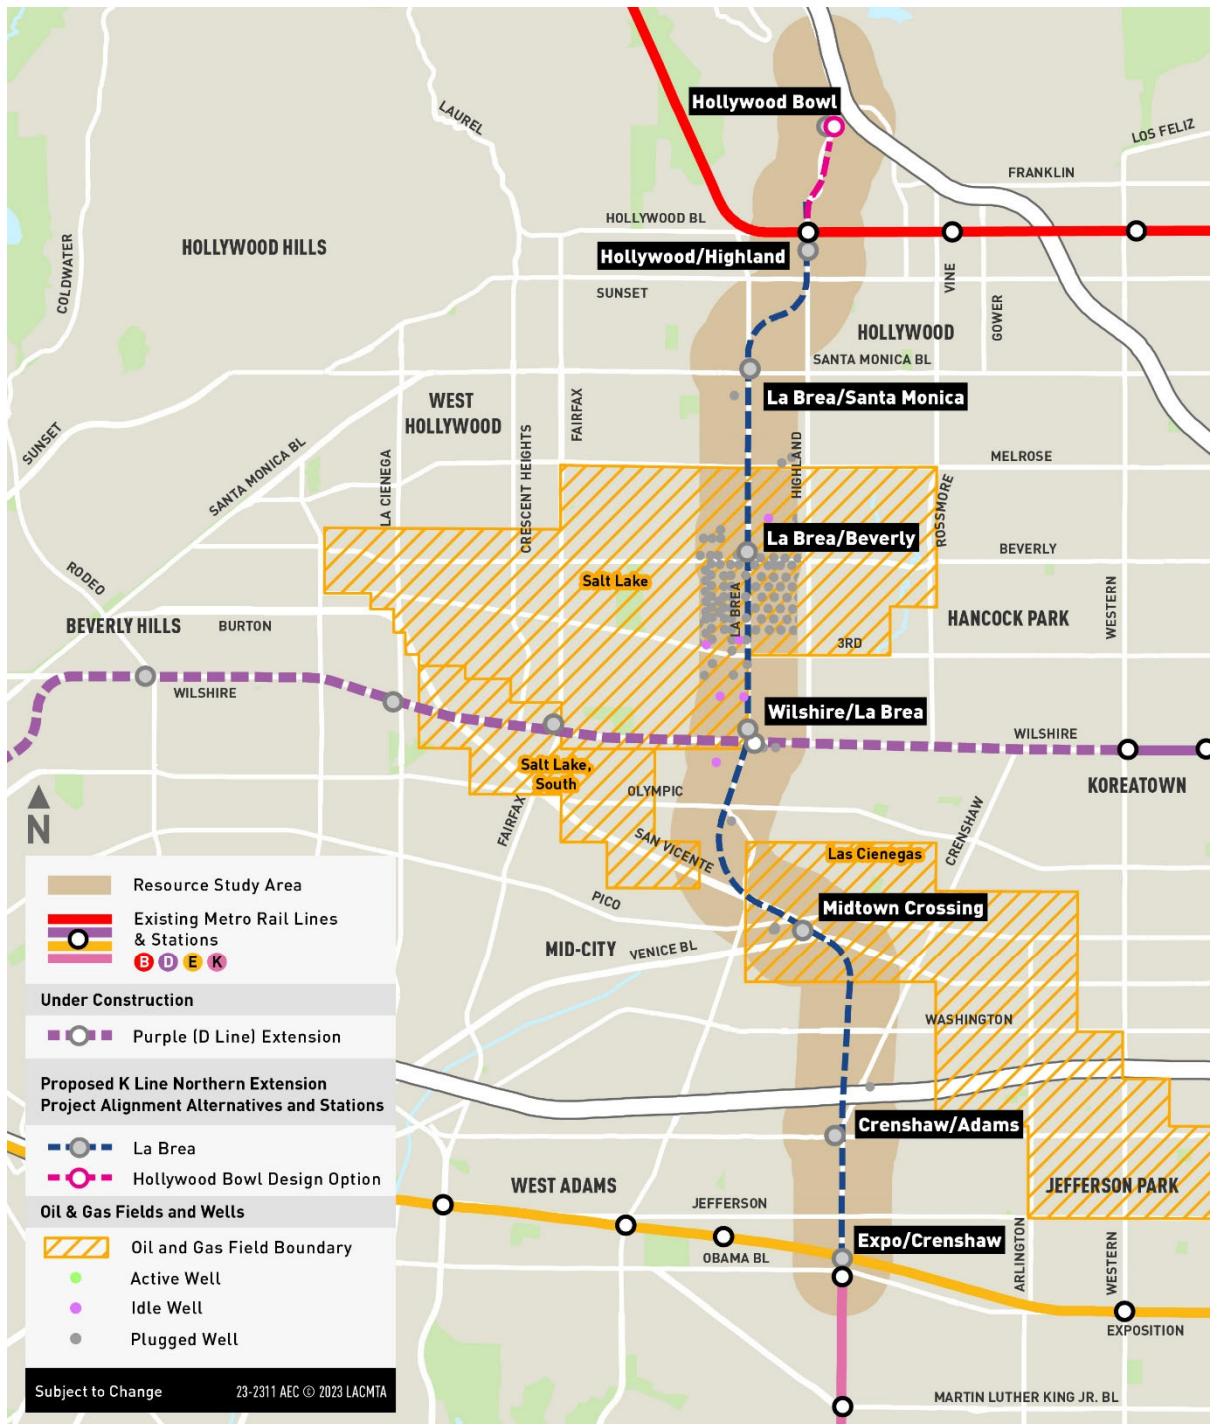 Hollywood Bowl
LAUREL
LOS FELIZ
FRANKLIN
HOLLYWOOD BL
HOLLYWOOD HILLS
Hollywood/Highland
COLDWATER
SUNSET
VINE
GOWER
HOLLYWOOD
SANTA MONICA BL
WEST
HOLLYWOOD
La Brea/Santa Monica
FAIRFAX
SUNSET
SANTA MONICA BL
LA CIENEGA
CRESCENT HEIGHTS
HIGHLAND
MELROSE
ROSSMORE
La Brea/Beverly
BEVERLY
RODEO
Salt Lake
LA BREA
WESTERN
BEVERLY HILLS
BURTON
HANCOCK PARK
3RD
WILSHIRE
Wilshire/La Brea
WILSHIRE
Salt Lake,
South
OLYMPIC
KOREATOWN
N
FAIRFAX
SAN VICENTE
CRENSHAW
Las Cienegas
PICO
Midtown Crossing
MID-CITY
VENICE BL
WASHINGTON
Crenshaw/Adams
WEST ADAMS
JEFFERSON
JEFFERSON PARK
Expo/Crenshaw
OBAMA BL
ARLINGTON
WESTERN
EXPOSITION
MARTIN LUTHER KING JR. BL
Resource Study Area
Existing Metro Rail Lines
& Stations
B D E K
Under Construction
Purple (D Line) Extension
Proposed K Line Northern Extension
Project Alignment Alternatives and Stations
La Brea
Hollywood Bowl Design Option
Oil & Gas Fields and Wells
Oil and Gas Field Boundary
Active Well
Idle Well
Plugged Well
Subject to Change 23-2311 AEC © 2023 LACMTA